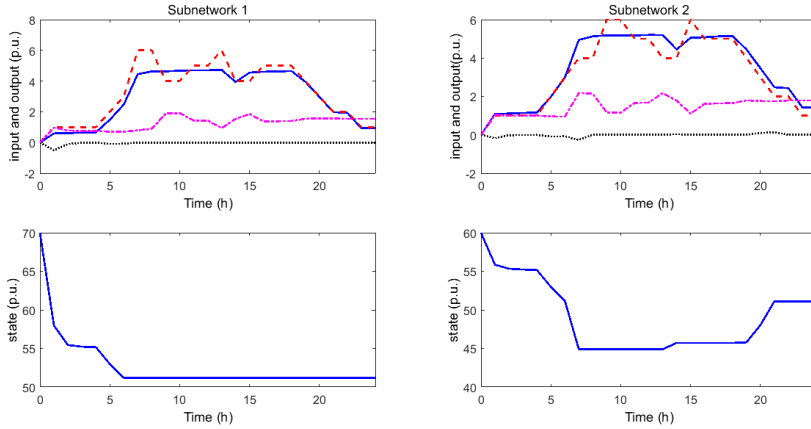 Subnetwork 1
input and output (p.u.)
8
6
4
2
0
-2
0 5 10 15 20
Time (h)
Subnetwork 2
input and output(p.u.)
6
4
2
0
-2
0 5 10 15 20
Time (h)
state (p.u.)
70
65
60
55
50
0 5 10 15 20
Time (h)
state (p.u.)
60
55
50
45
40
0 5 10 15 20
Time (h)